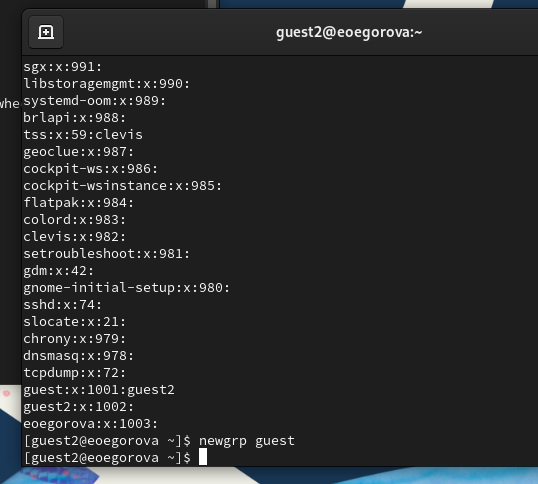 guest2@eoegorova:~
sgx:x:991:
libstoragemgmt:x:990:
whe
systemd-oom:x:989:
brlapi:x:988:
tss:x:59:clevis
geoclue:x:987:
cockpit-ws:x:986:
cockpit-wsinstance:x:985:
flatpak:x:984:
colord:x:983:
clevis:x:982:
setroubleshoot:x:981:
gdm:x:42:
gnome-initial-setup:x:980:
sshd:x:74:
slocate:x:21:
chrony:x:979:
dnsmasq:x:978:
tcpdump:x:72:
guest:x:1001:guest2
guest2:x:1002:
eoegorova:x:1003:
[guest2@eoegorova ~]$ newgrp guest
[guest2@eoegorova ~]$